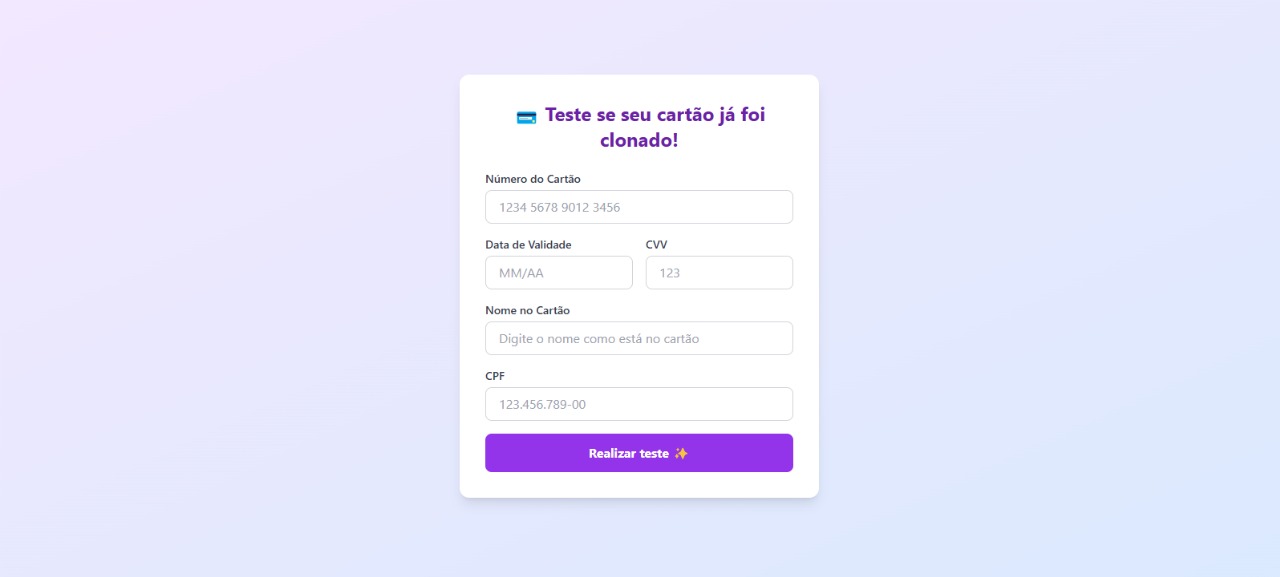 💳 Teste se seu cartão já foi
clonado!
Número do Cartão
1234 5678 9012 3456
Data de Validade
CVV
MM/AA
123
Nome no Cartão
Digite o nome como está no cartão
CPF
123.456.789-00
Realizar teste ✨